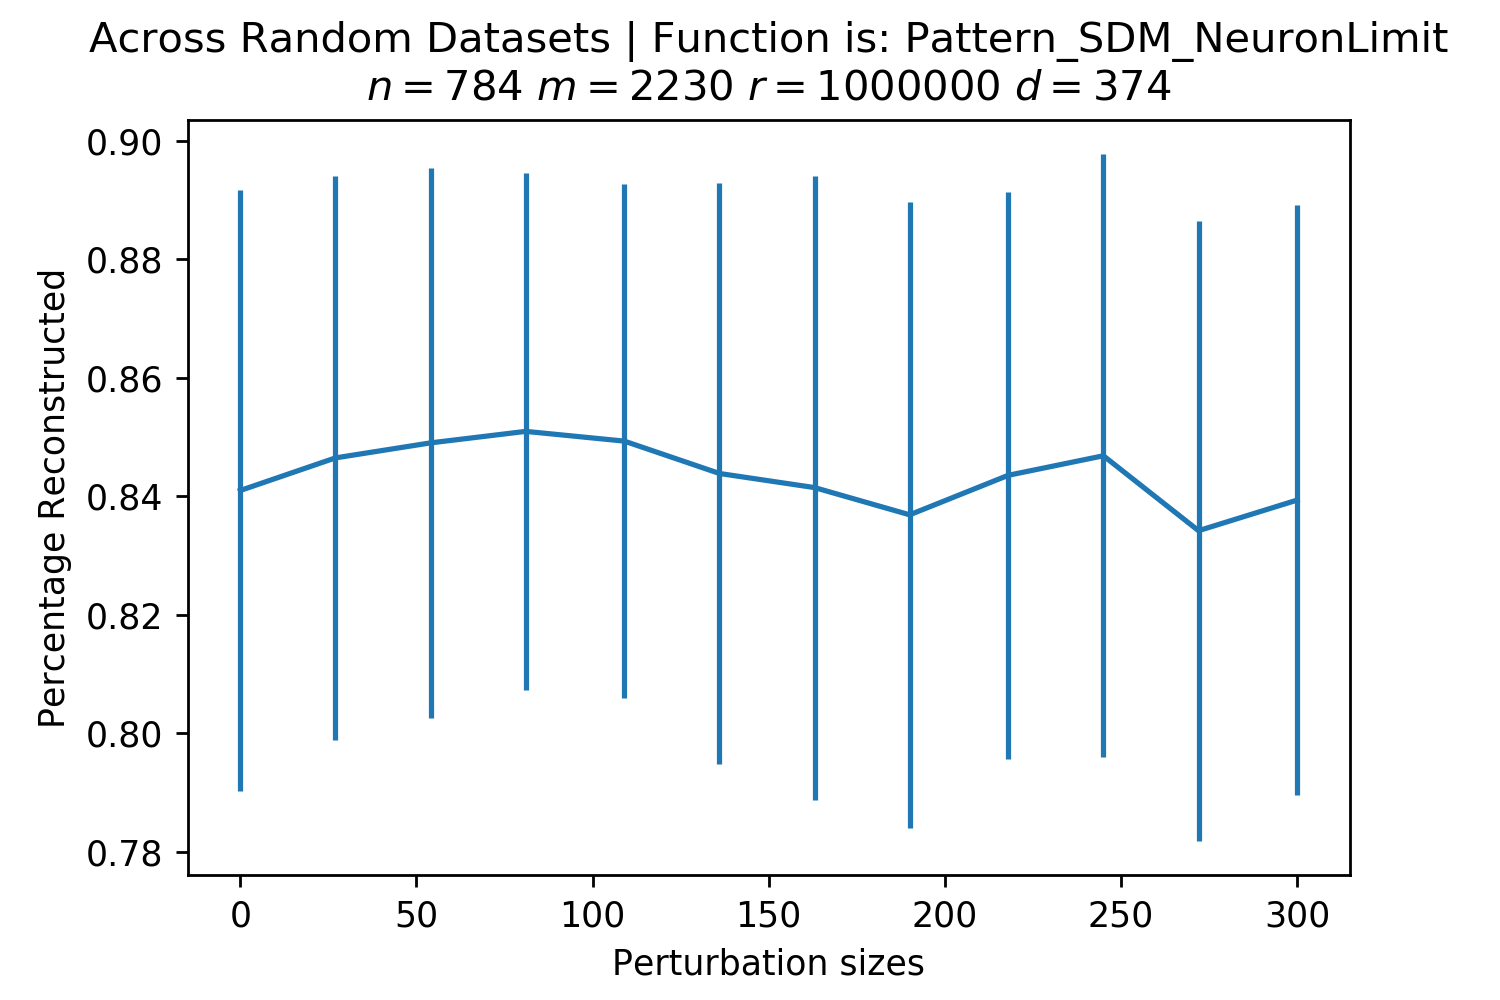 Across Random Datasets | Function is: Pattern_SDM_NeuronLimit
n = 784 m = 2230 r = 1000000 d = 374
Percentage Reconstructed
0.90
0.88
0.86
0.84
0.82
0.80
0.78
0 50 100 150 200 250 300
Perturbation sizes